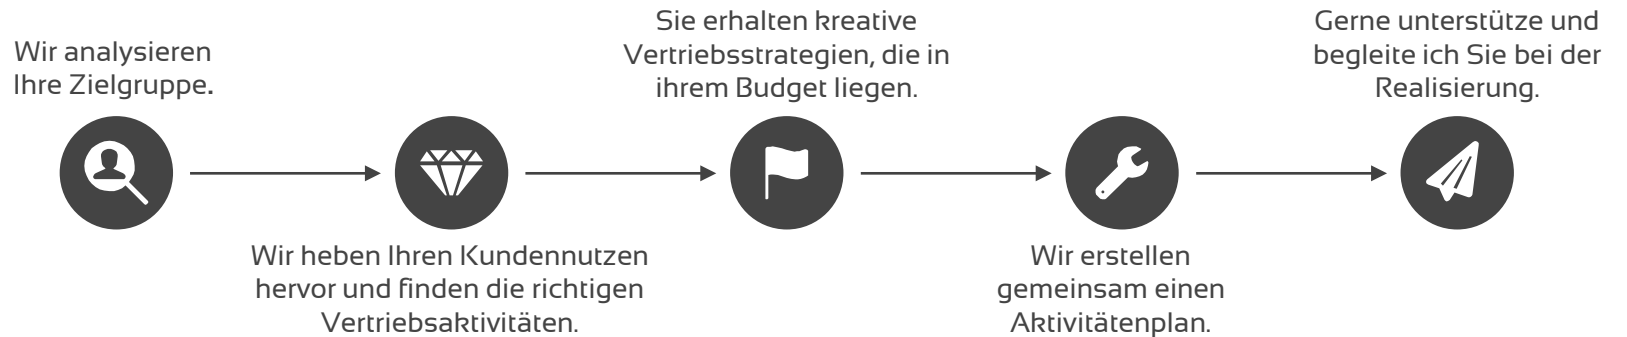 Wir analysieren
Ihre Zielgruppe.
Wir heben Ihren Kundennutzen
hervor und finden die richtigen
Vertriebsaktivitäten.
Sie erhalten kreative
Vertriebsstrategien, die in
ihrem Budget liegen.
Wir erstellen
gemeinsam einen
Aktivitätenplan.
Gerne unterstütze und
begleite ich Sie bei der
Realisierung.